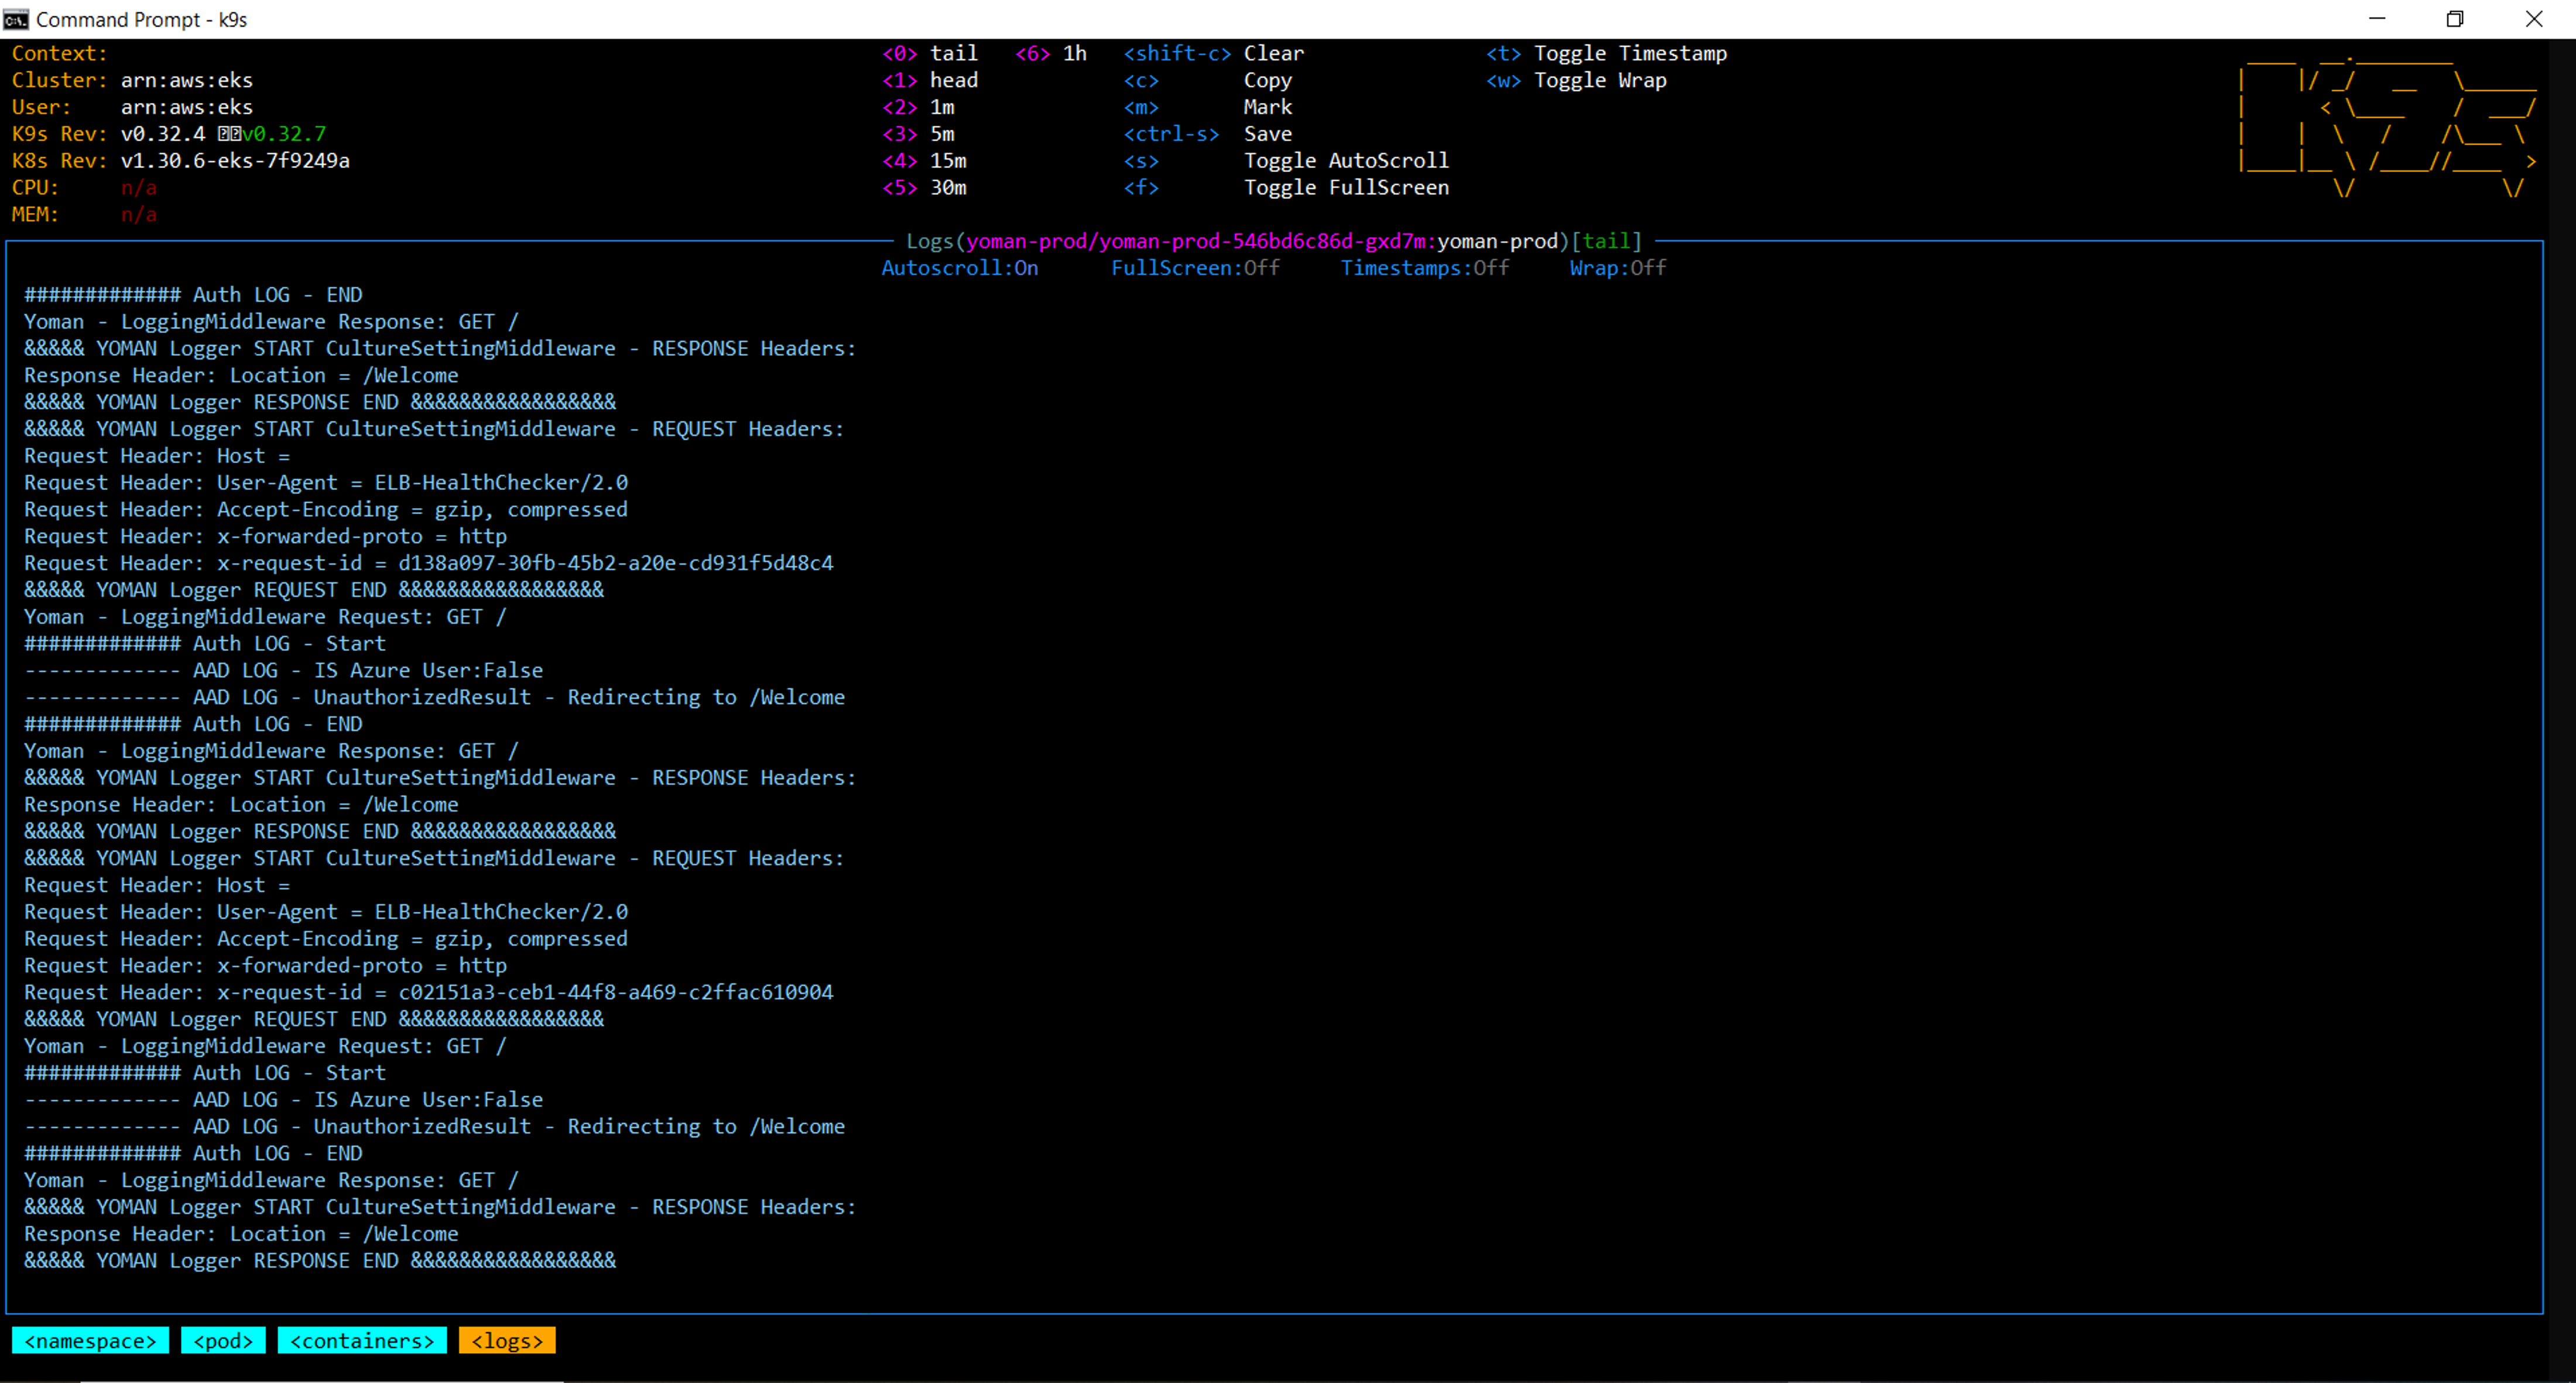 Command Prompt - k9s
Context:
Cluster: arn:aws:eks
User: arn:aws:eks
K9s Rev: v0.32.4 v0.32.7
K8s Rev: v1.30.6-eks-7f9249a
CPU: n/a
MEM: n/a
<0> tail <6> 1h <shift-c> Clear <t> Toggle Timestamp
<1> head <c> Copy <w> Toggle Wrap
<2> 1m <m> Mark
<3> 5m <ctrl-s> Save
<4> 15m <s> Toggle AutoScroll
<5> 30m <f> Toggle FullScreen
K9s
Logs(yoman-prod/yoman-prod-546bd6c86d-gxd7m:yoman-prod)[tail]
Autoscroll:On FullScreen:Off Timestamps:Off Wrap:Off
############# Auth LOG - END
Yoman - LoggingMiddleware Response: GET /
&&&&& YOMAN Logger START CultureSettingMiddleware - RESPONSE Headers:
Response Header: Location = /Welcome
&&&&& YOMAN Logger RESPONSE END &&&&&&&&&&&&&&&&&
&&&&& YOMAN Logger START CultureSettingMiddleware - REQUEST Headers:
Request Header: Host =
Request Header: User-Agent = ELB-HealthChecker/2.0
Request Header: Accept-Encoding = gzip, compressed
Request Header: x-forwarded-proto = http
Request Header: x-request-id = d138a097-30fb-45b2-a20e-cd931f5d48c4
&&&&& YOMAN Logger REQUEST END &&&&&&&&&&&&&&&&&
Yoman - LoggingMiddleware Request: GET /
############# Auth LOG - Start
------------- AAD LOG - IS Azure User:False
------------- AAD LOG - UnauthorizedResult - Redirecting to /Welcome
############# Auth LOG - END
Yoman - LoggingMiddleware Response: GET /
&&&&& YOMAN Logger START CultureSettingMiddleware - RESPONSE Headers:
Response Header: Location = /Welcome
&&&&& YOMAN Logger RESPONSE END &&&&&&&&&&&&&&&&&
&&&&& YOMAN Logger START CultureSettingMiddleware - REQUEST Headers:
Request Header: Host =
Request Header: User-Agent = ELB-HealthChecker/2.0
Request Header: Accept-Encoding = gzip, compressed
Request Header: x-forwarded-proto = http
Request Header: x-request-id = c02151a3-ceb1-44f8-a469-c2ffac610904
&&&&& YOMAN Logger REQUEST END &&&&&&&&&&&&&&&&&
Yoman - LoggingMiddleware Request: GET /
############# Auth LOG - Start
------------- AAD LOG - IS Azure User:False
------------- AAD LOG - UnauthorizedResult - Redirecting to /Welcome
############# Auth LOG - END
Yoman - LoggingMiddleware Response: GET /
&&&&& YOMAN Logger START CultureSettingMiddleware - RESPONSE Headers:
Response Header: Location = /Welcome
&&&&& YOMAN Logger RESPONSE END &&&&&&&&&&&&&&&&&
<namespace> <pod> <containers> <logs>